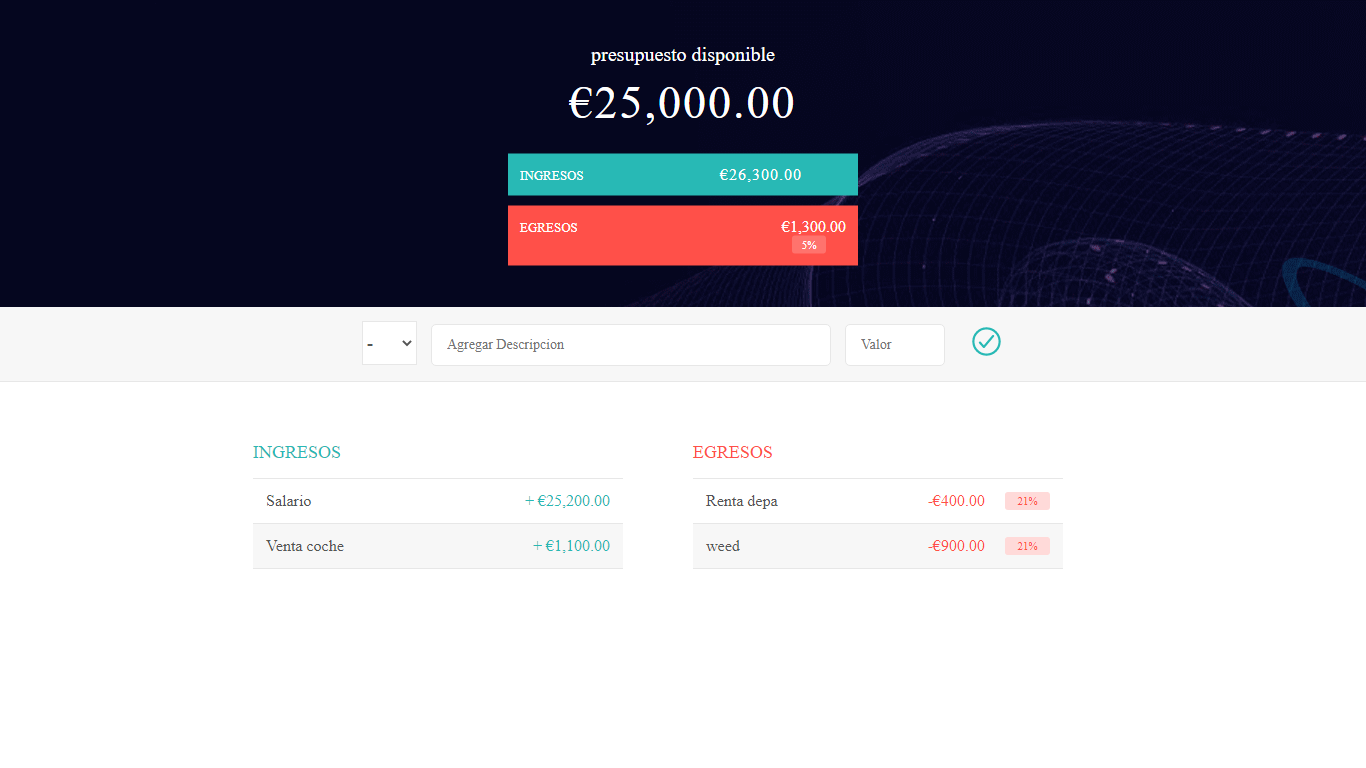 presupuesto disponible
€25,000.00
INGRESOS €26,300.00
EGRESOS €1,300.00
5%
- Agregar Descripcion Valor
INGRESOS
Salario + €25,200.00
Venta coche + €1,100.00
EGRESOS
Renta depa -€400.00 21%
weed -€900.00 21%